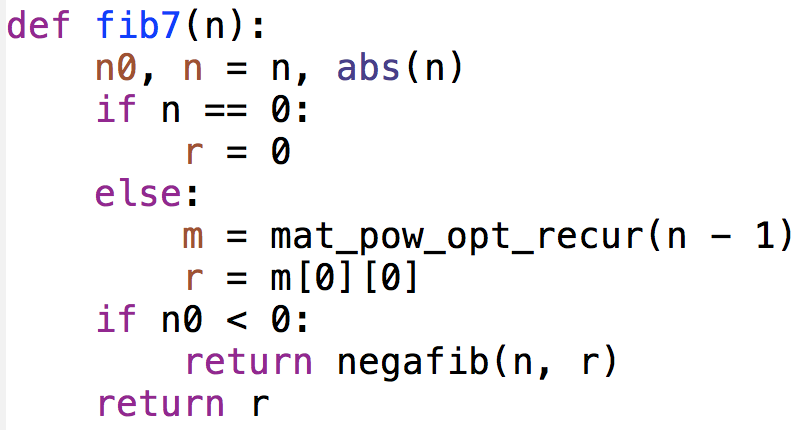 def fib7(n):
    n0, n = n, abs(n)
    if n == 0:
        r = 0
    else:
        m = mat_pow_opt_recur(n - 1)
        r = m[0][0]
    if n0 < 0:
        return negafib(n, r)
    return r